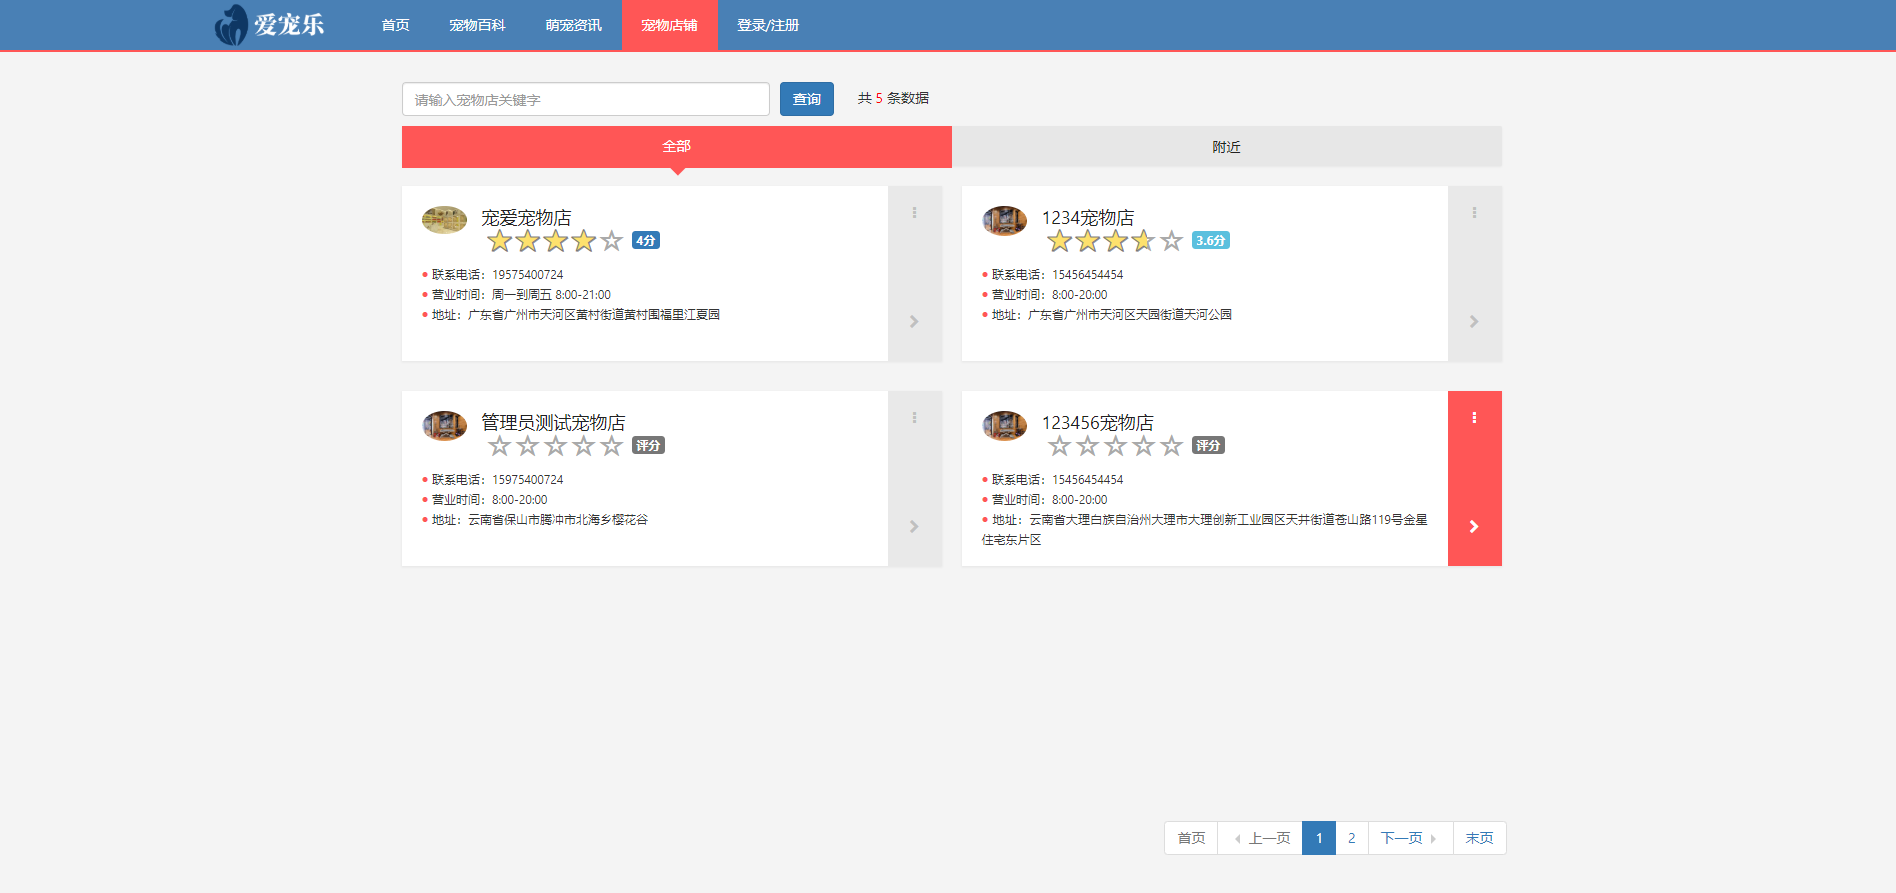 爱宠乐 首页 宠物百科 萌宠资讯 宠物店铺 登录/注册
请输入宠物店关键字 查询 共 5 条数据
全部 附近
宠爱宠物店
4分
联系电话：19575400724
营业时间：周一到周五 8:00-21:00
地址：广东省广州市天河区黄村街道黄村围福里江夏园
1234宠物店
3.6分
联系电话：15456454454
营业时间：8:00-20:00
地址：广东省广州市天河区天园街道天河公园
管理员测试宠物店
评分
联系电话：15975400724
营业时间：8:00-20:00
地址：云南省保山市腾冲市北海乡樱花谷
123456宠物店
评分
联系电话：15456454454
营业时间：8:00-20:00
地址：云南省大理白族自治州大理市大理创新工业园区天井街道苍山路119号金星
住宅东片区
首页 上一页 1 2 下一页 末页